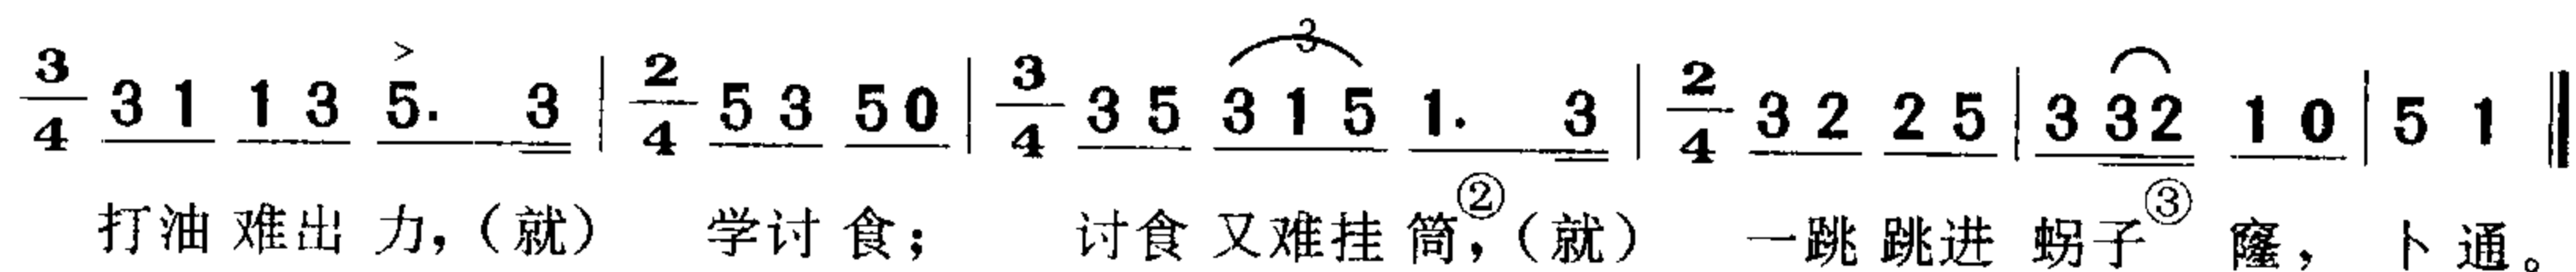 3/4 3 1 1 3 5. 3 | 2/4 5 3 5 0 | 3/4 3 5 3 1 5 1. 3 | 2/4 3 2 2 5 | 3 3 2 1 0 | 5 1 ‖
打油 难出 力，（就） 学讨 食； 讨食 又难挂 筒②，（就） 一跳 跳进 蜗子③ 窿， 卜 通。